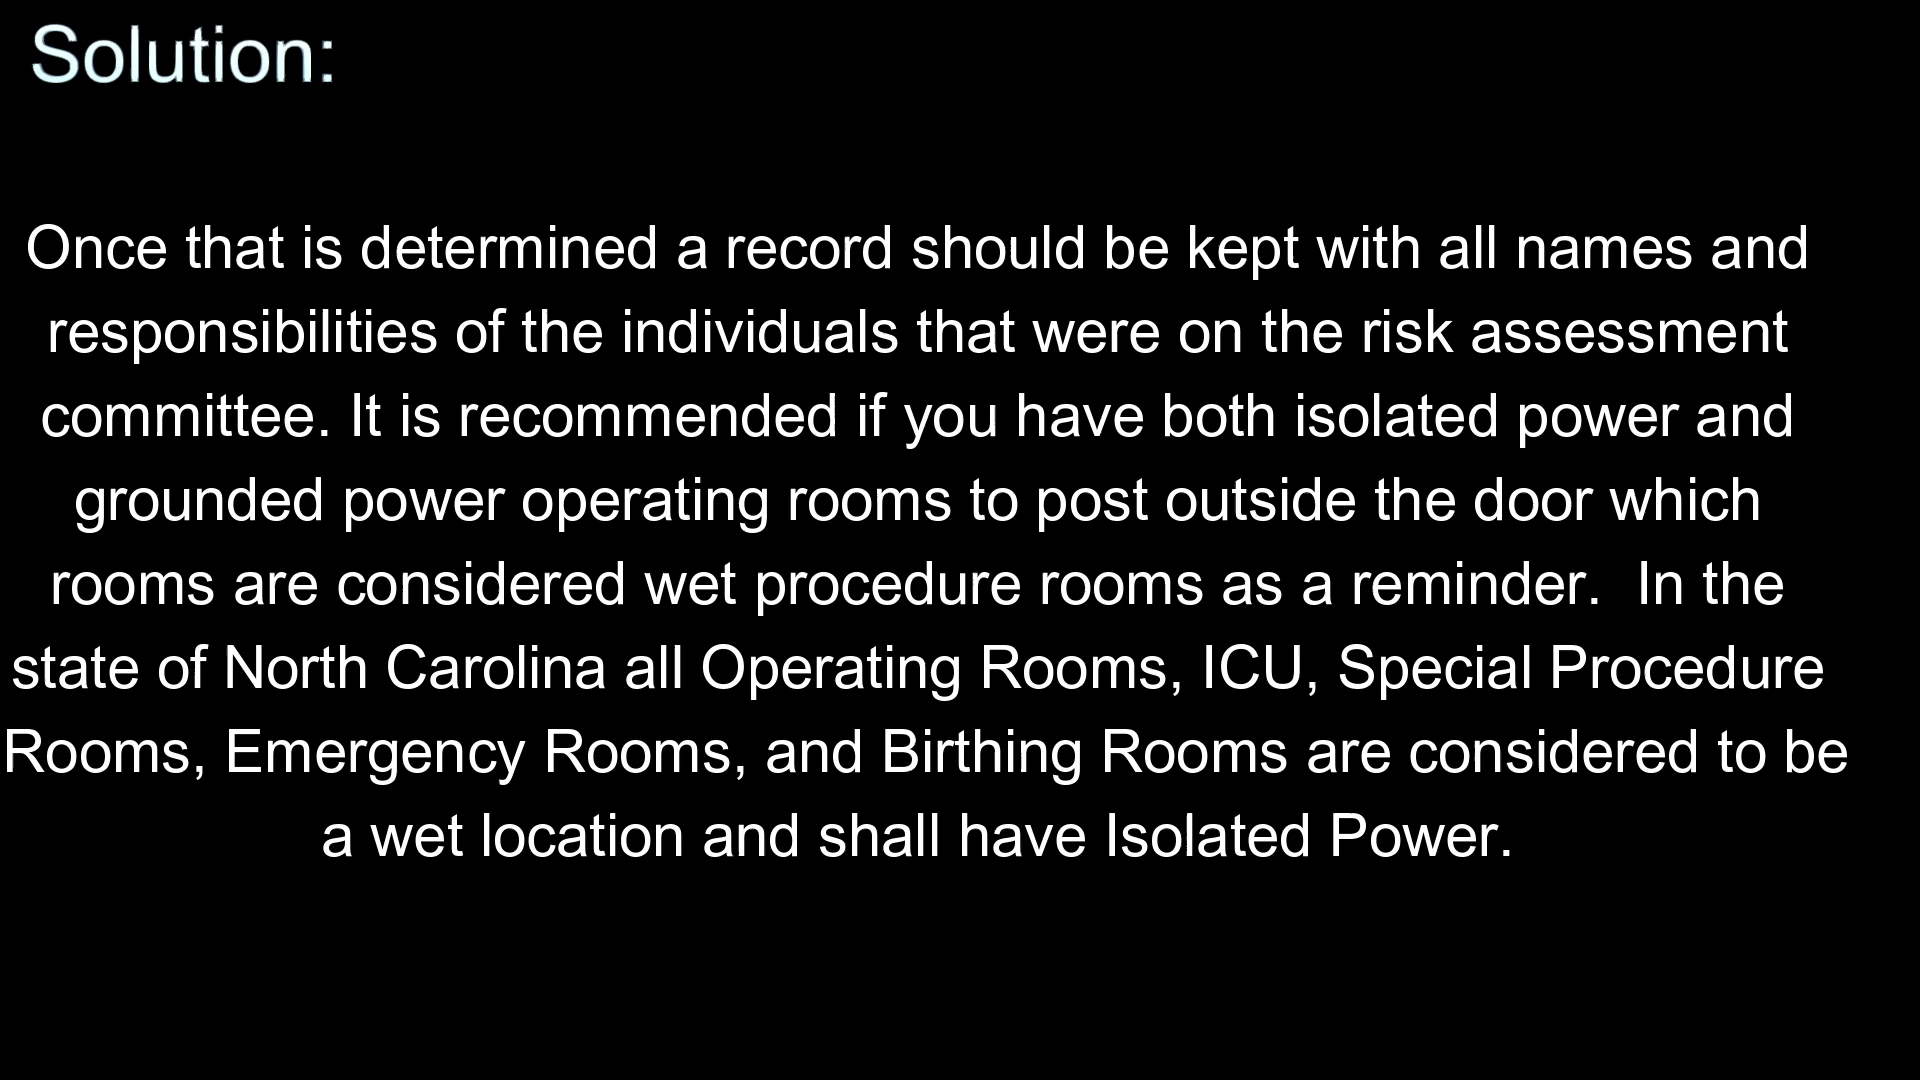 Solution:
Once that is determined a record should be kept with all names and
responsibilities of the individuals that were on the risk assessment
committee. It is recommended if you have both isolated power and
grounded power operating rooms to post outside the door which
rooms are considered wet procedure rooms as a reminder.  In the
state of North Carolina all Operating Rooms, ICU, Special Procedure
Rooms, Emergency Rooms, and Birthing Rooms are considered to be
a wet location and shall have Isolated Power.